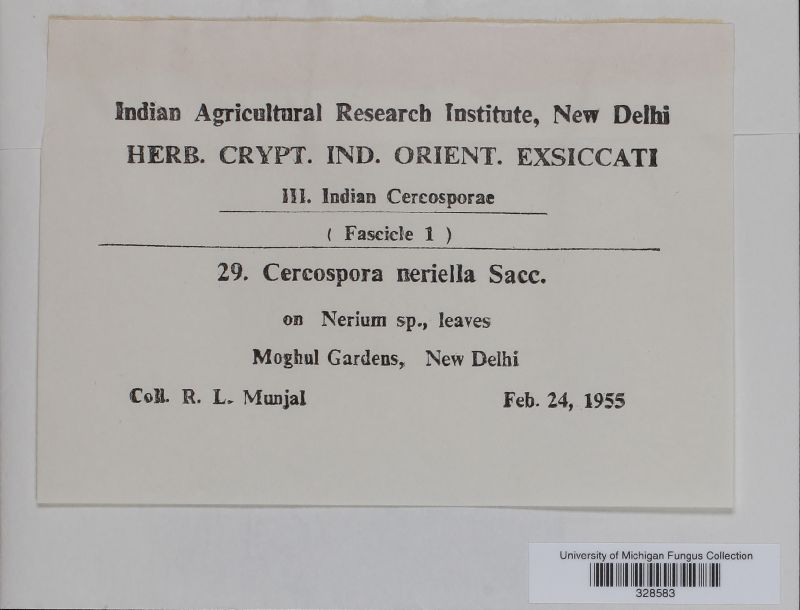 Indian Agricultural Research Institute, New Delhi
HERB. CRYPT. IND. ORIENT. EXSICCATI
III. Indian Cercosporae
( Fascicle 1 )
29. Cercospora neriella Sacc.
on Nerium sp., leaves
Moghul Gardens, New Delhi
Coll. R. L. Munjal Feb. 24, 1955
University of Michigan Fungus Collection
328583